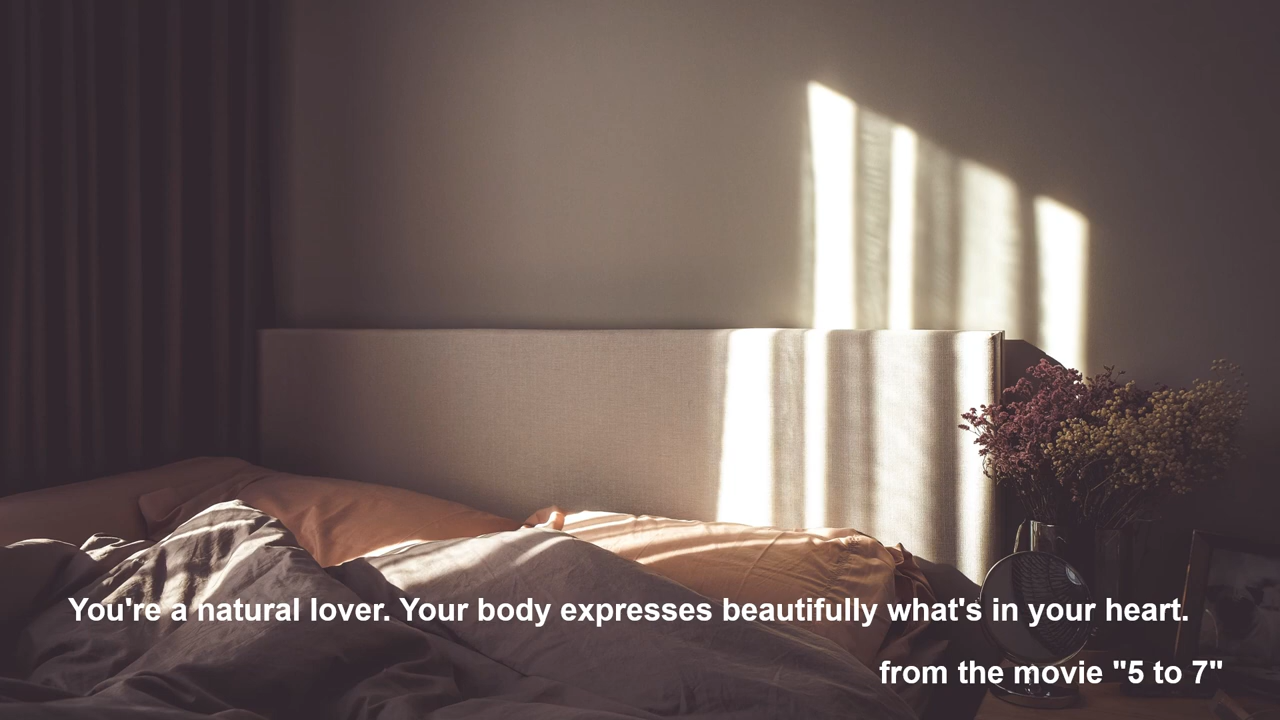 You're a natural lover. Your body expresses beautifully what's in your heart.
from the movie "5 to 7"